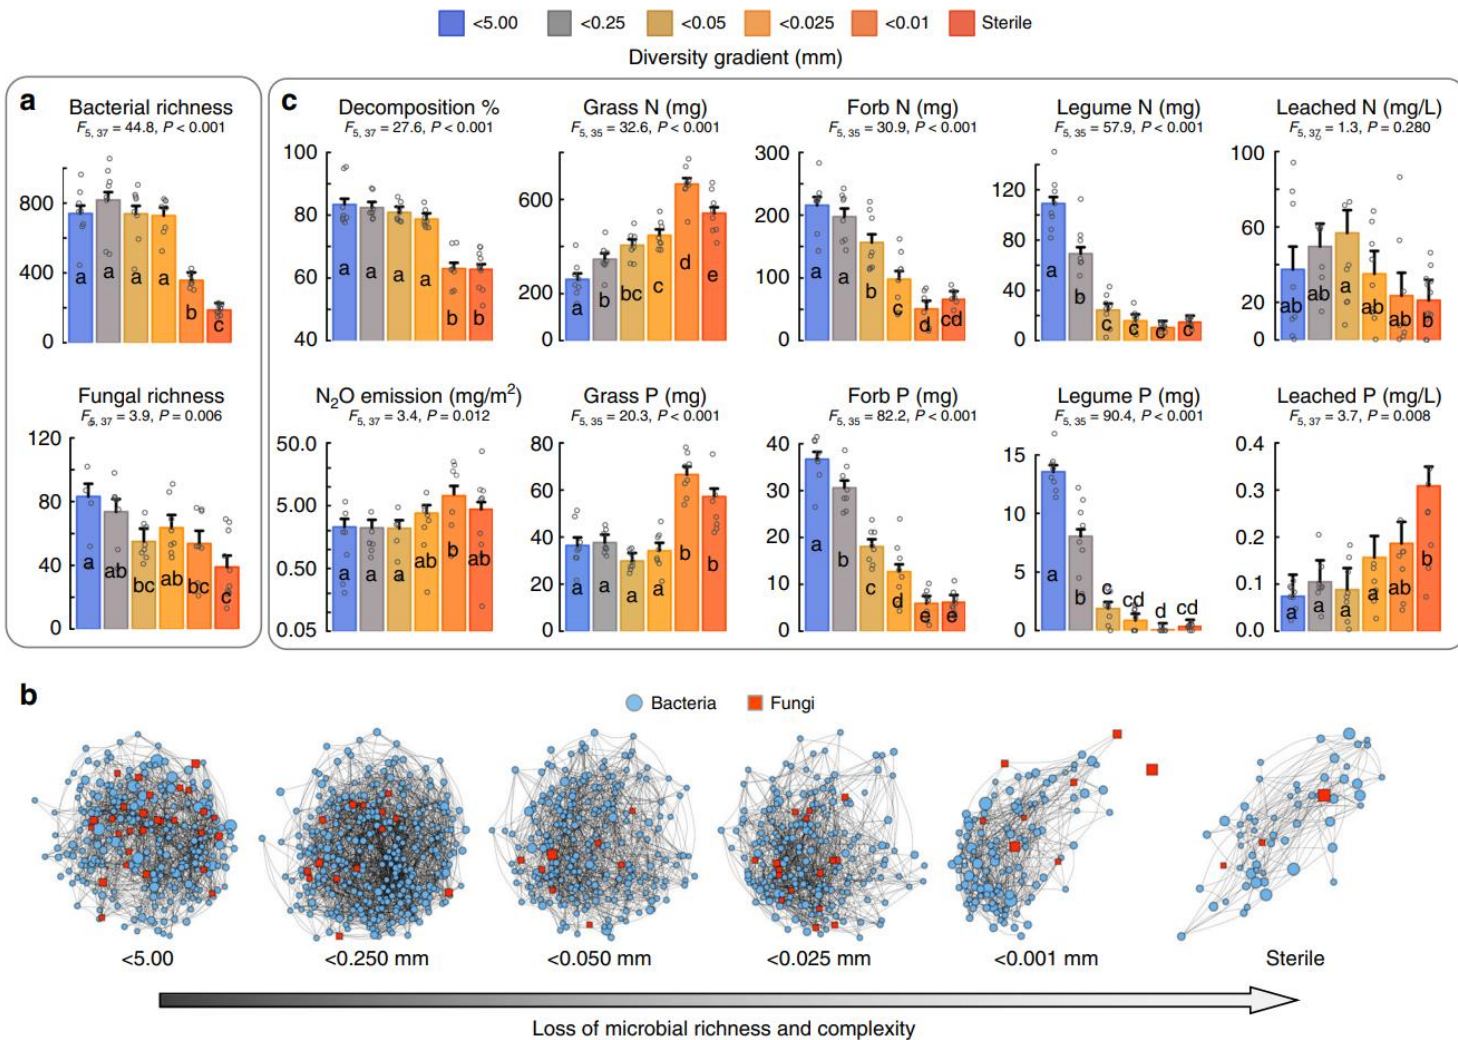 <5.00 <0.25 <0.05 <0.025 <0.01 Sterile
Diversity gradient (mm)
a
Bacterial richness
F5, 37 = 44.8, P < 0.001
800
400
0
a a a a b c
Fungal richness
F5, 37 = 3.9, P = 0.006
120
80
40
0
a ab bc ab bc c
c
Decomposition %
F5, 37 = 27.6, P < 0.001
100
80
60
40
a a a a b b
Grass N (mg)
F5, 35 = 32.6, P < 0.001
600
200
0
a b bc c d e
Forb N (mg)
F5, 35 = 30.9, P < 0.001
300
200
100
0
a a b c d cd
Legume N (mg)
F5, 35 = 57.9, P < 0.001
120
80
40
0
a b c c c c
Leached N (mg/L)
F5, 37 = 1.3, P = 0.280
100
60
20
0
ab ab a ab ab b
N2O emission (mg/m2)
F5, 37 = 3.4, P = 0.012
50.0
5.00
0.50
0.05
a a a ab b ab
Grass P (mg)
F5, 35 = 20.3, P < 0.001
80
60
40
20
0
a a a a b b
Forb P (mg)
F5, 35 = 82.2, P < 0.001
40
30
20
10
0
a b c d e e
Legume P (mg)
F5, 35 = 90.4, P < 0.001
15
10
5
0
a b c cd d cd
Leached P (mg/L)
F5, 37 = 3.7, P = 0.008
0.4
0.3
0.2
0.1
0.0
a a a a ab b
b
Bacteria Fungi
<5.00 <0.250 mm <0.050 mm <0.025 mm <0.001 mm Sterile
Loss of microbial richness and complexity